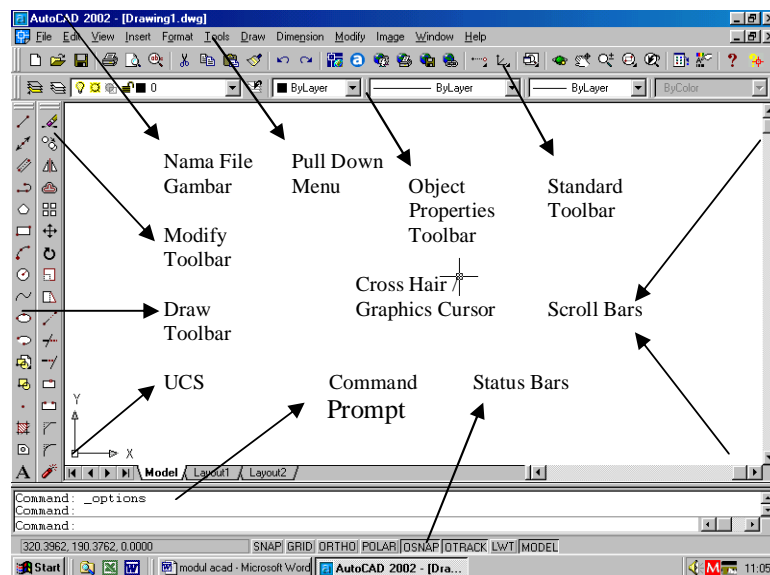 AutoCAD 2002 - [Drawing1.dwg]
File Edit View Insert Format Tools Draw Dimension Modify Image Window Help
0 ByLayer ByLayer ByLayer ByColor
Nama File
Gambar
Pull Down
Menu
Object
Properties
Toolbar
Standard
Toolbar
Modify
Toolbar
Cross Hair /
Graphics Cursor
Scroll Bars
Draw
Toolbar
UCS
Command
Prompt
Status Bars
Y
X
A
Model Layout1 Layout2
Command: _options
Command:
Command:
320.3962, 190.3762, 0.0000 SNAP GRID ORTHO POLAR OSNAP OTRACK LWT MODEL
Start modul acad - Microsoft Word AutoCAD 2002 - [Dra... 11:05